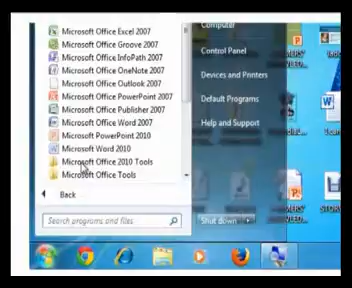 Microsoft Office Excel 2007
Microsoft Office Groove 2007
Microsoft Office InfoPath 2007
Microsoft Office OneNote 2007
Microsoft Office Outlook 2007
Microsoft Office PowerPoint 2007
Microsoft Office Publisher 2007
Microsoft Office Word 2007
Microsoft PowerPoint 2010
Microsoft Word 2010
Microsoft Office 2010 Tools
Microsoft Office Tools
Back
Search programs and files
Computer
Control Panel
Devices and Printers
Default Programs
Help and Support
Shut down